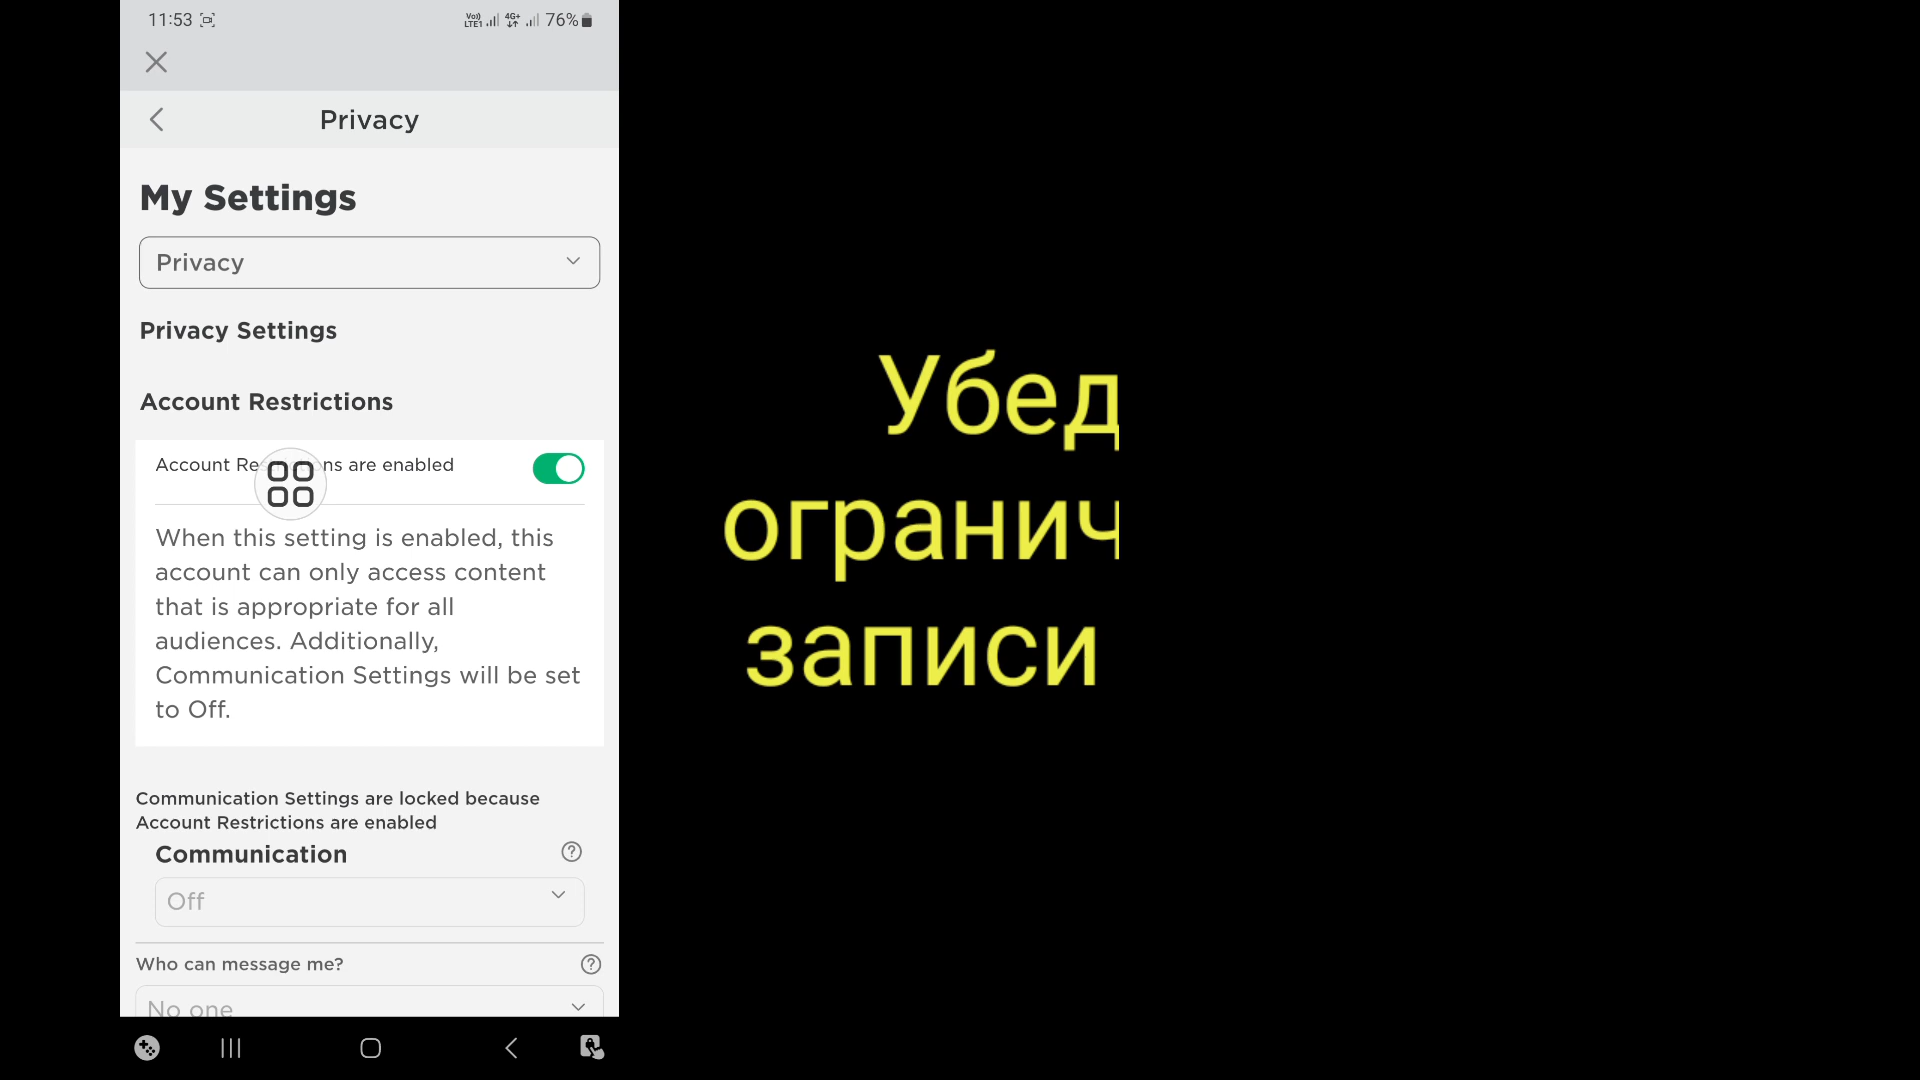 11:53
Vo)) LTE1 4G+ 76%
Privacy
My Settings
Privacy
Privacy Settings
Account Restrictions
Account Re ns are enabled
When this setting is enabled, this
account can only access content
that is appropriate for all
audiences. Additionally,
Communication Settings will be set
to Off.
Communication Settings are locked because
Account Restrictions are enabled
Communication
Off
Who can message me?
No one
Убед
огранич
записи